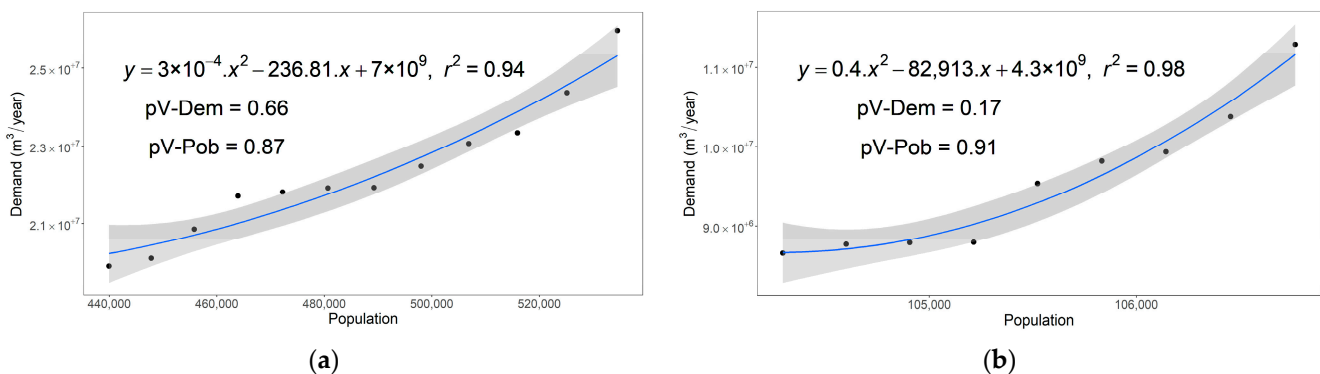 y = 3×10⁻⁴.x² − 236.81.x + 7×10⁹, r² = 0.94
pV-Dem = 0.66
pV-Pob = 0.87
Demand (m³/year)
2.5 × 10⁺⁷
2.3 × 10⁺⁷
2.1 × 10⁺⁷
440,000
460,000
480,000
500,000
520,000
Population
(a)
y = 0.4.x² − 82,913.x + 4.3×10⁹, r² = 0.98
pV-Dem = 0.17
pV-Pob = 0.91
Demand (m³/year)
1.1 × 10⁺⁷
1.0 × 10⁺⁷
9.0 × 10⁺⁶
105,000
106,000
Population
(b)